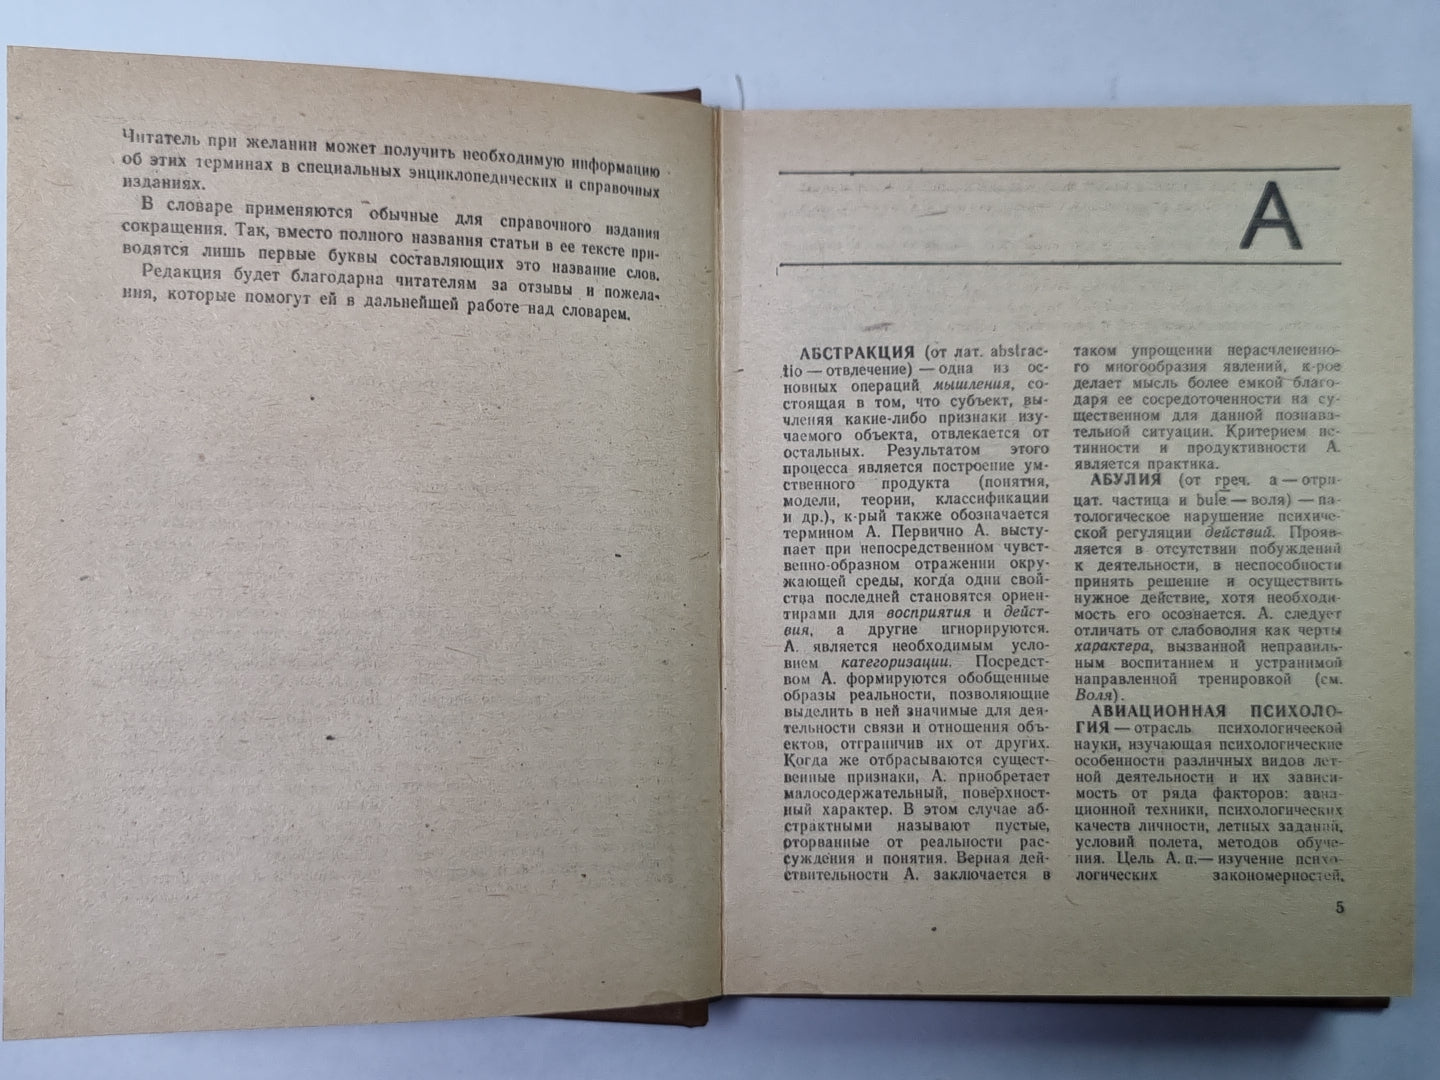 Читатель при желании может получить необходимую информацию
об этих терминах в специальных энциклопедических и справочных
изданиях.
В словаре применяются обычные для справочного издания
сокращения. Так, вместо полного названия статьи в ее тексте при-
водятся лишь первые буквы составляющих это название слов.
Редакция будет благодарна читателям за отзывы и пожела-
ния, которые помогут ей в дальнейшей работе над словарем.
А
АБСТРАКЦИЯ (от лат. abstrac-
tio — отвлечение) — одна из ос-
новных операций мышления, со-
стоящая в том, что субъект, вы-
членяя какие-либо признаки изу-
чаемого объекта, отвлекается от
остальных. Результатом этого
процесса является построение ум-
ственного продукта (понятия,
модели, теории, классификации
и др.), к-рый также обозначается
термином А. Первично А. высту-
пает при непосредственном чувст-
венно-образном отражении окру-
жающей среды, когда одни свой-
ства последней становятся ориен-
тирами для восприятия и дейст-
вия, а другие игнорируются.
А. является необходимым усло-
вием категоризации. Посредст-
вом А. формируются обобщенные
образы реальности, позволяющие
выделить в ней значимые для дея-
тельности связи и отношения объ-
ектов, отграничив их от других.
Когда же отбрасываются сущест-
венные признаки, А. приобретает
малосодержательный, поверхност-
ный характер. В этом случае аб-
страктными называют пустые,
оторванные от реальности рас-
суждения и понятия. Верная дей-
ствительности А. заключается в
таком упрощении нерасчлененно-
го многообразия явлений, к-рое
делает мысль более емкой благо-
даря ее сосредоточенности на су-
щественном для данной познава-
тельной ситуации. Критерием ис-
тинности и продуктивности А.
является практика.
АБУЛИЯ (от греч. a — отри-
цат. частица и bulē — воля) — па-
тологическое нарушение психиче-
ской регуляции действий. Прояв-
ляется в отсутствии побуждений
к деятельности, в неспособности
принять решение и осуществить
нужное действие, хотя необходи-
мость его осознается. А. следует
отличать от слабоволия как черты
характера, вызванной неправиль-
ным воспитанием и устранимой
направленной тренировкой (см.
Воля).
АВИАЦИОННАЯ ПСИХОЛО-
ГИЯ — отрасль психологической
науки, изучающая психологические
особенности различных видов лет-
ной деятельности и их зависи-
мость от ряда факторов: авиа-
ционной техники, психологических
качеств личности, летных заданий,
условий полета, методов обуче-
ния. Цель А. п.— изучение психо-
логических закономерностей,
5